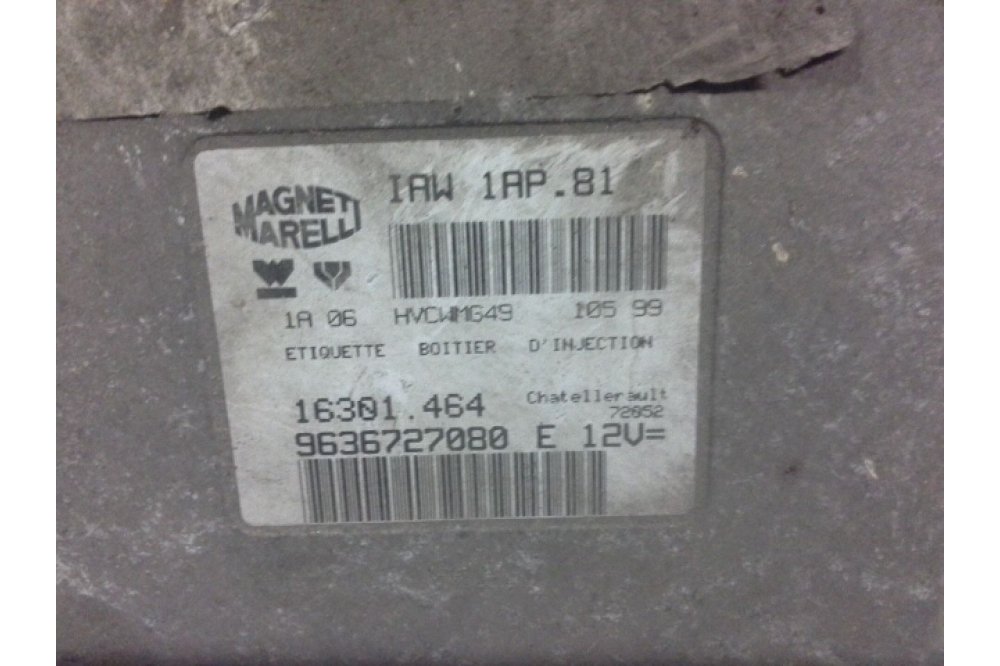 MAGNETI
MARELLI
IAW 1AP.81
1A 06 HVCWMG49 105 99
ETIQUETTE BOITIER D'INJECTION
16301.464 Chatellerault
72052
9636727080 E 12V=